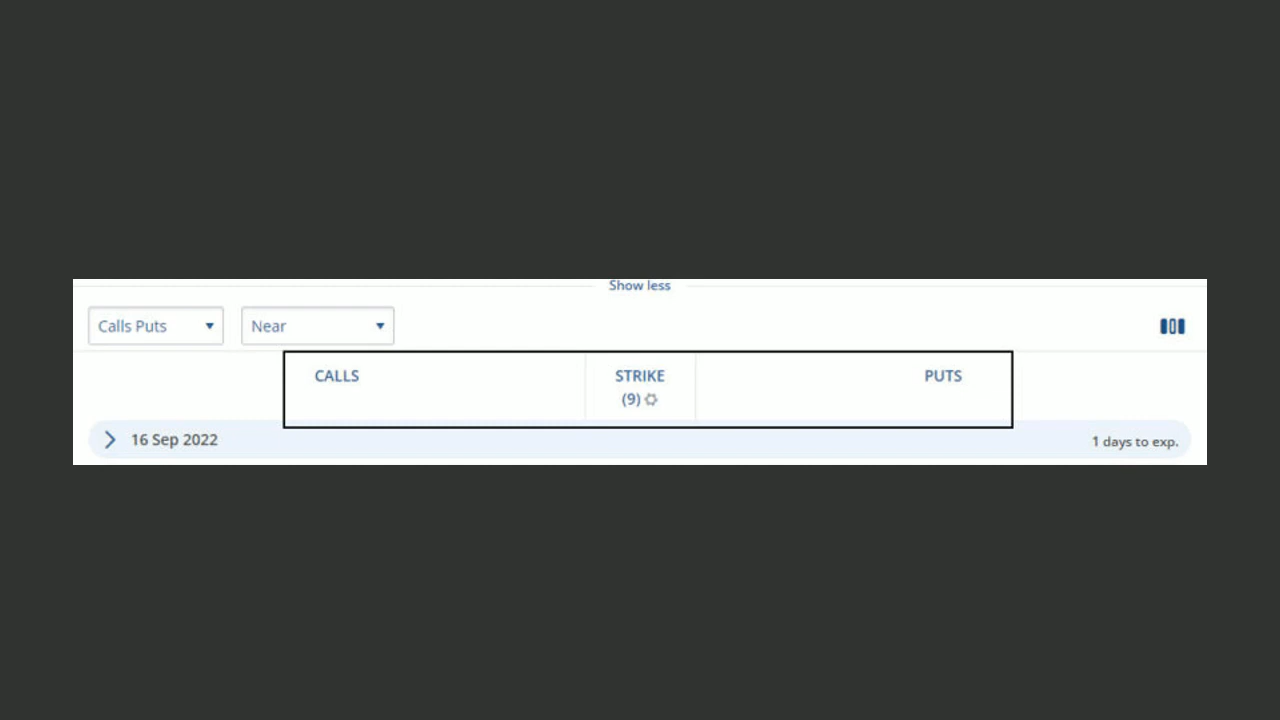 Show less
Calls Puts Near
CALLS STRIKE PUTS
(9)
16 Sep 2022 1 days to exp.